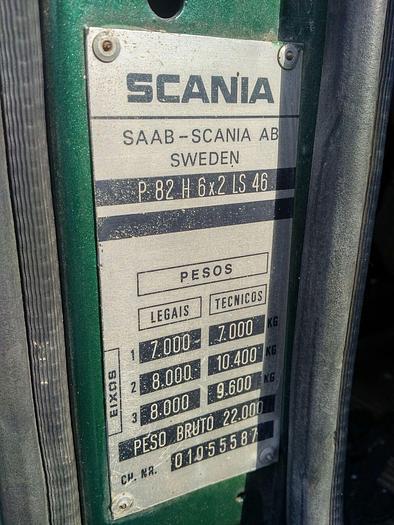 SCANIA
SAAB-SCANIA AB
SWEDEN
P 82 H 6x2 LS 46
PESOS
LEGAIS TECNICOS
EIXOS
1 7.000 7.000 KG
2 8.000 10.400 KG
3 8.000 9.600 KG
PESO BRUTO 22.000
CH. NR. 01055587